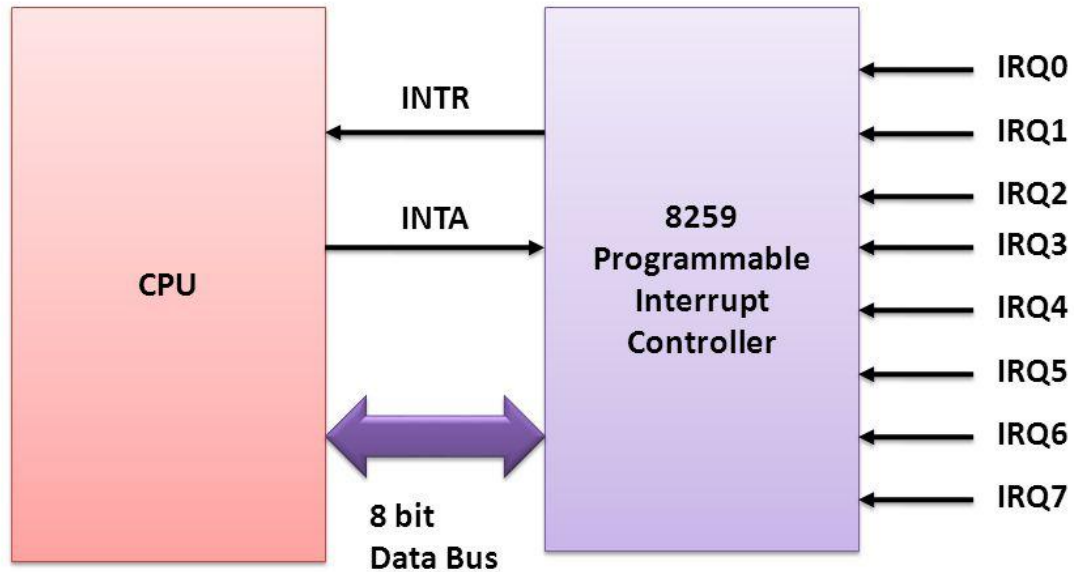 CPU
INTR
INTA
8 bit
Data Bus
8259
Programmable
Interrupt
Controller
IRQ0
IRQ1
IRQ2
IRQ3
IRQ4
IRQ5
IRQ6
IRQ7